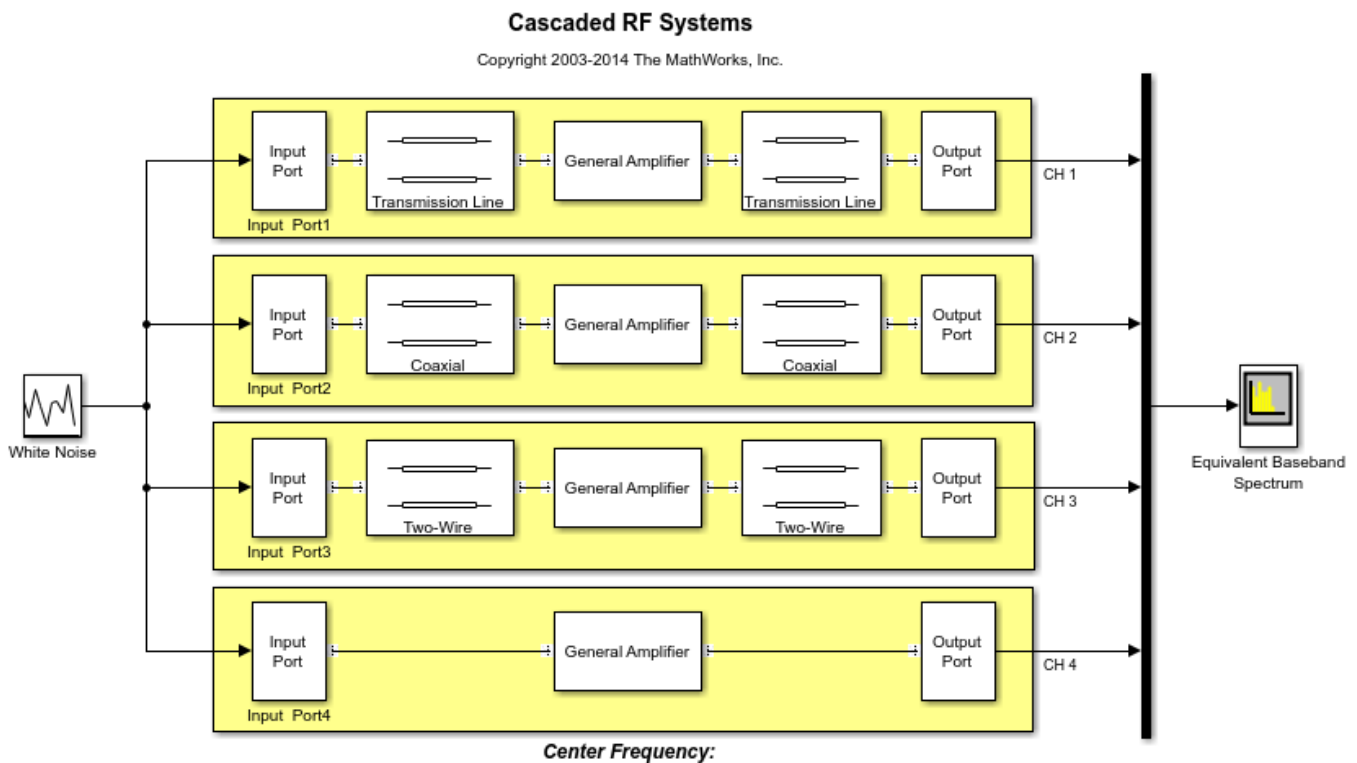 Cascaded RF Systems
Copyright 2003-2014 The MathWorks, Inc.
Input
Port
Transmission Line
General Amplifier
Transmission Line
Output
Port
CH 1
Input Port1
Input
Port
Coaxial
General Amplifier
Coaxial
Output
Port
CH 2
Input Port2
White Noise
Equivalent Baseband
Spectrum
Input
Port
Two-Wire
General Amplifier
Two-Wire
Output
Port
CH 3
Input Port3
Input
Port
General Amplifier
Output
Port
CH 4
Input Port4
Center Frequency: